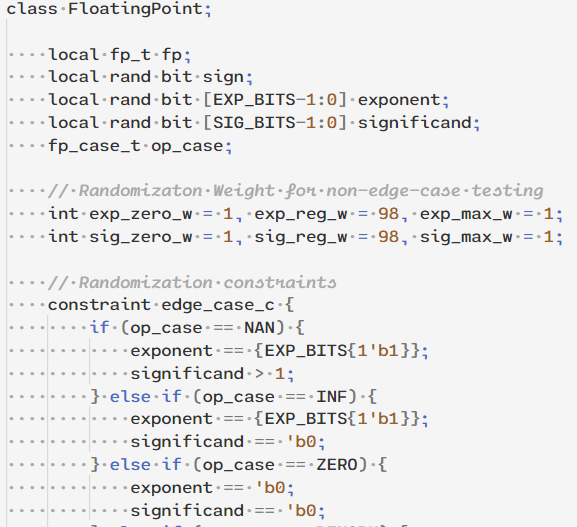 class FloatingPoint;
local fp_t fp;
local rand bit sign;
local rand bit [EXP_BITS-1:0] exponent;
local rand bit [SIG_BITS-1:0] significand;
fp_case_t op_case;
// Randomizaton Weight for non-edge-case testing
int exp_zero_w = 1, exp_reg_w = 98, exp_max_w = 1;
int sig_zero_w = 1, sig_reg_w = 98, sig_max_w = 1;
// Randomization constraints
constraint edge_case_c {
if (op_case == NAN) {
exponent == {EXP_BITS{1'b1}};
significand > 1;
} else if (op_case == INF) {
exponent == {EXP_BITS{1'b1}};
significand == 'b0;
} else if (op_case == ZERO) {
exponent == 'b0;
significand == 'b0;